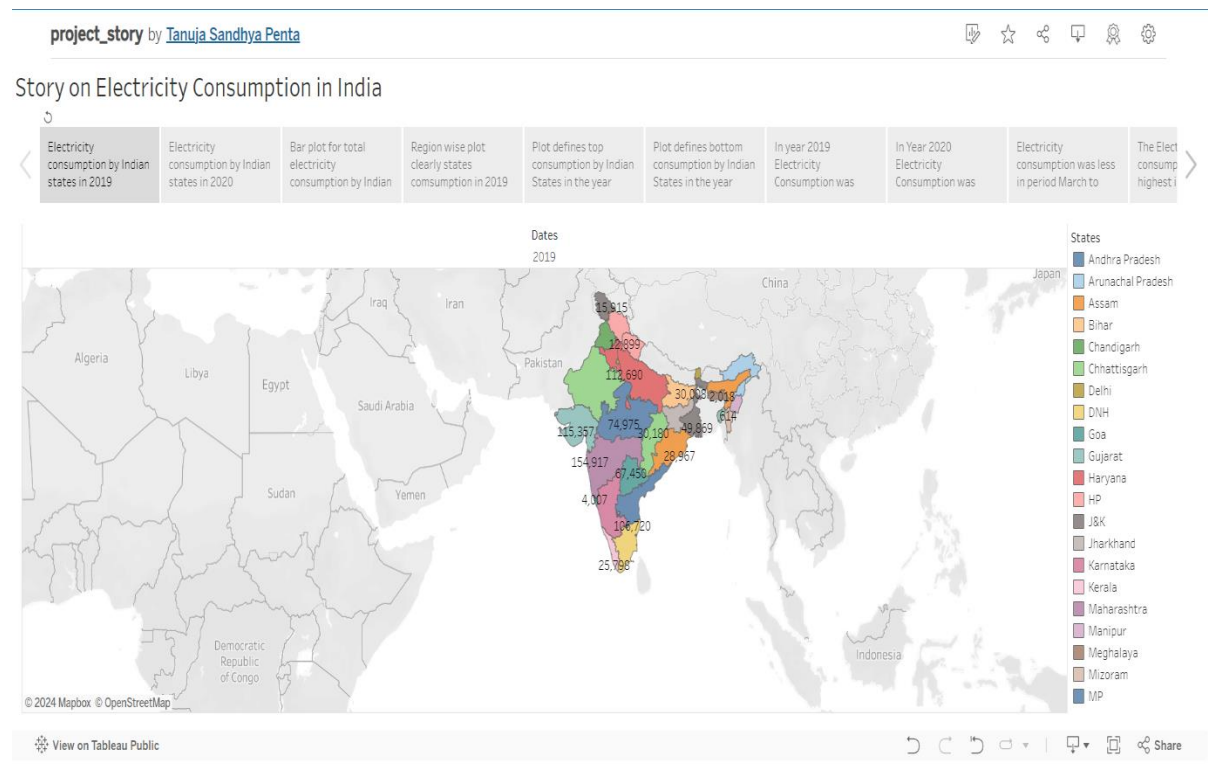 project_story by Tanuja Sandhya Penta
Story on Electricity Consumption in India
Electricity
consumption by Indian
states in 2019
Electricity
consumption by Indian
states in 2020
Bar plot for total
electricity
consumption by Indian
Region wise plot
clearly states
comsumption in 2019
Plot defines top
consumption by Indian
States in the year
Plot defines bottom
consumption by Indian
States in the year
In year 2019
Electricity
Consumption was
In Year 2020
Electricity
Consumption was
Electricity
consumption was less
in period March to
The Elect
consump
highest i
Dates
2019
Algeria
Libya
Egypt
Sudan
Democratic
Republic
of Congo
Saudi Arabia
Yemen
Iraq
Iran
Pakistan
China
Japan
Indonesia
15,915
12,899
112,690
30,008
2,018
614
115,357
74,975
30,180
49,869
28,967
154,917
67,450
4,007
106,720
25,798
States
Andhra Pradesh
Arunachal Pradesh
Assam
Bihar
Chandigarh
Chhattisgarh
Delhi
DNH
Goa
Gujarat
Haryana
HP
J&K
Jharkhand
Karnataka
Kerala
Maharashtra
Manipur
Meghalaya
Mizoram
MP
© 2024 Mapbox © OpenStreetMap
View on Tableau Public
Share